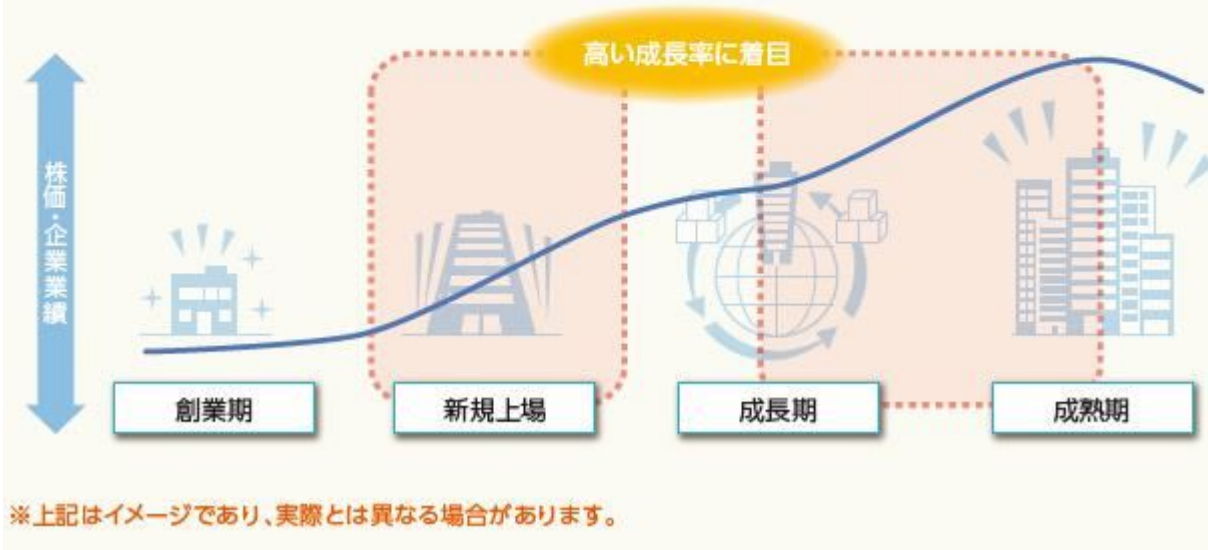 高い成長率に着目
株価・企業業績
創業期
新規上場
成長期
成熟期
※上記はイメージであり、実際とは異なる場合があります。